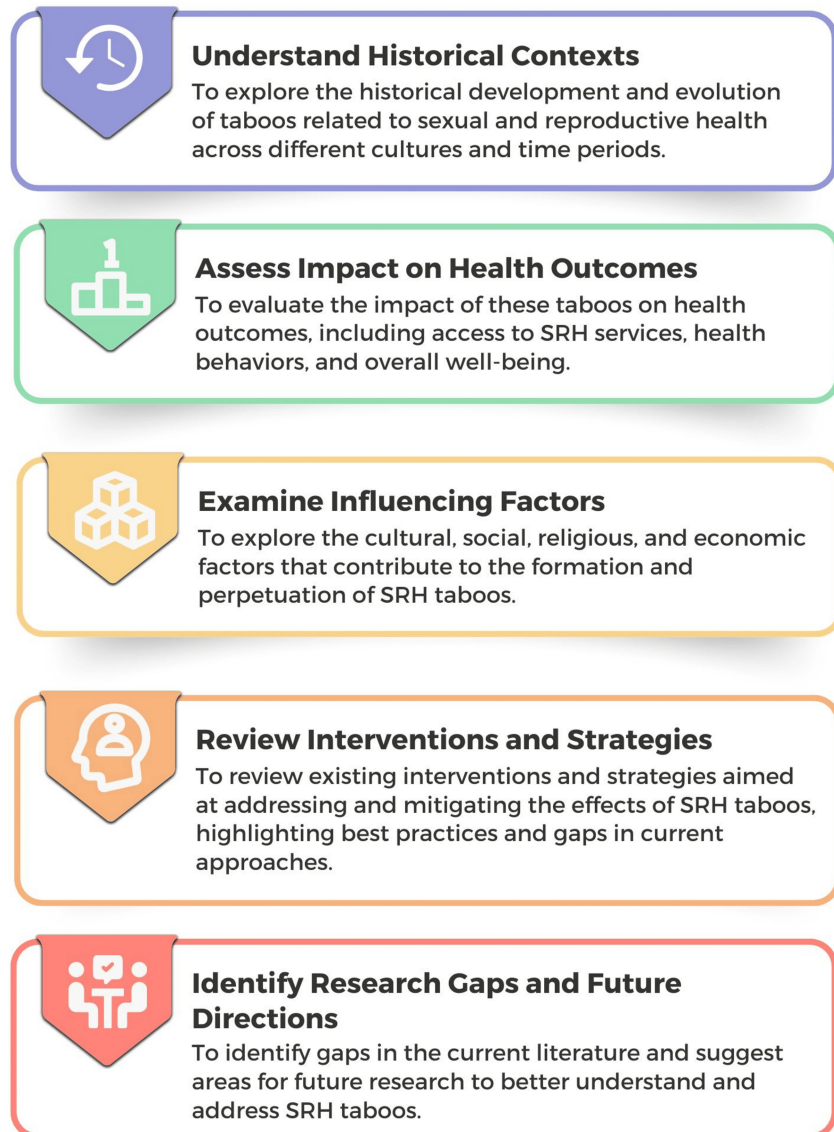 Understand Historical Contexts
To explore the historical development and evolution
of taboos related to sexual and reproductive health
across different cultures and time periods.
1
Assess Impact on Health Outcomes
To evaluate the impact of these taboos on health
outcomes, including access to SRH services, health
behaviors, and overall well-being.
Examine Influencing Factors
To explore the cultural, social, religious, and economic
factors that contribute to the formation and
perpetuation of SRH taboos.
Review Interventions and Strategies
To review existing interventions and strategies aimed
at addressing and mitigating the effects of SRH taboos,
highlighting best practices and gaps in current
approaches.
Identify Research Gaps and Future
Directions
To identify gaps in the current literature and suggest
areas for future research to better understand and
address SRH taboos.